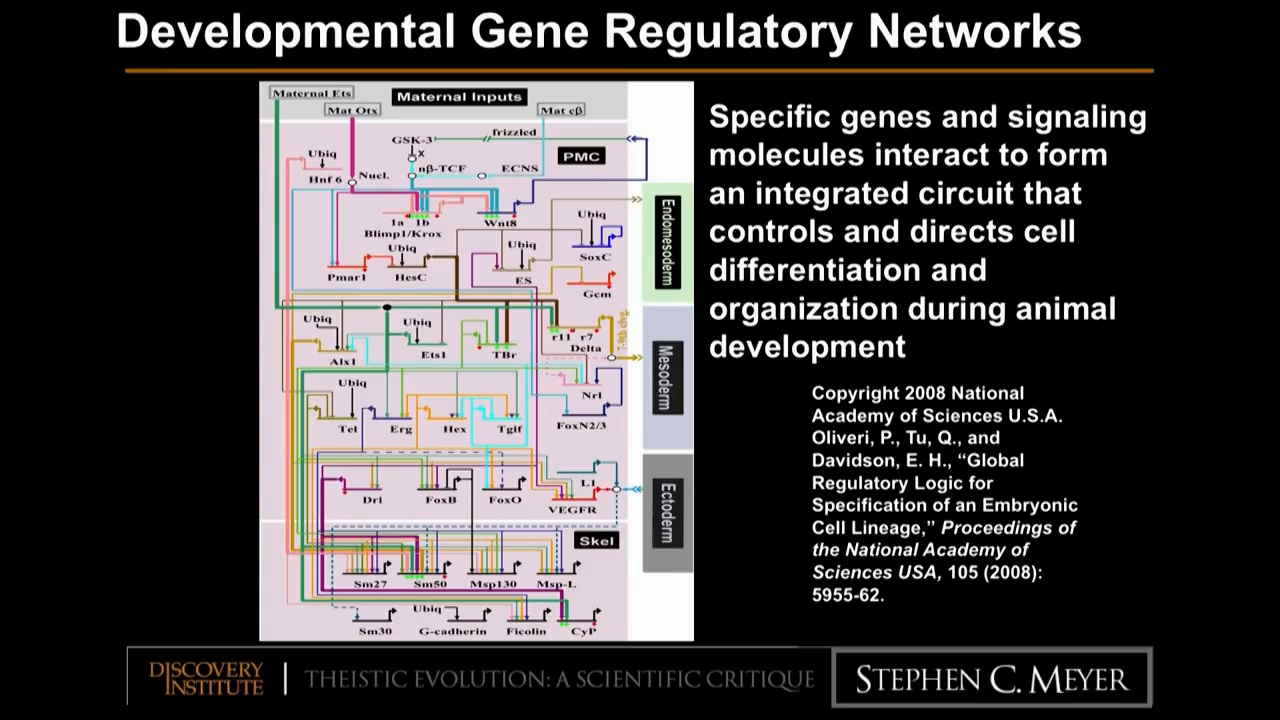 Developmental Gene Regulatory Networks
Maternal Ets
Maternal Inputs
Mat Otx
Mat cβ
GSK-3
frizzled
X
PMC
Ubiq
nβ-TCF
ECNS
Hnf 6
Nucl.
1a 1b
Wnt8
Blimp1/Krox
Ubiq
Ubiq
Ubiq
SoxC
Pmar1
HesC
ES
Gcm
Endomesoderm
Ubiq
Ubiq
r11 r7
Delta
Alx1
Ets1
TBr
Nrl
Mesoderm
Ubiq
Tel
Erg
Hex
Tgif
FoxN2/3
L1
Dri
FoxB
FoxO
VEGFR
Ectoderm
Skel
Sm27
Sm50
Msp130
Msp-L
Ubiq
Sm30
G-cadherin
Ficolin
CyP
Specific genes and signaling
molecules interact to form
an integrated circuit that
controls and directs cell
differentiation and
organization during animal
development
Copyright 2008 National
Academy of Sciences U.S.A.
Oliveri, P., Tu, Q., and
Davidson, E. H., “Global
Regulatory Logic for
Specification of an Embryonic
Cell Lineage,” Proceedings of
the National Academy of
Sciences USA, 105 (2008):
5955-62.
DISCOVERY
INSTITUTE
THEISTIC EVOLUTION: A SCIENTIFIC CRITIQUE
STEPHEN C. MEYER